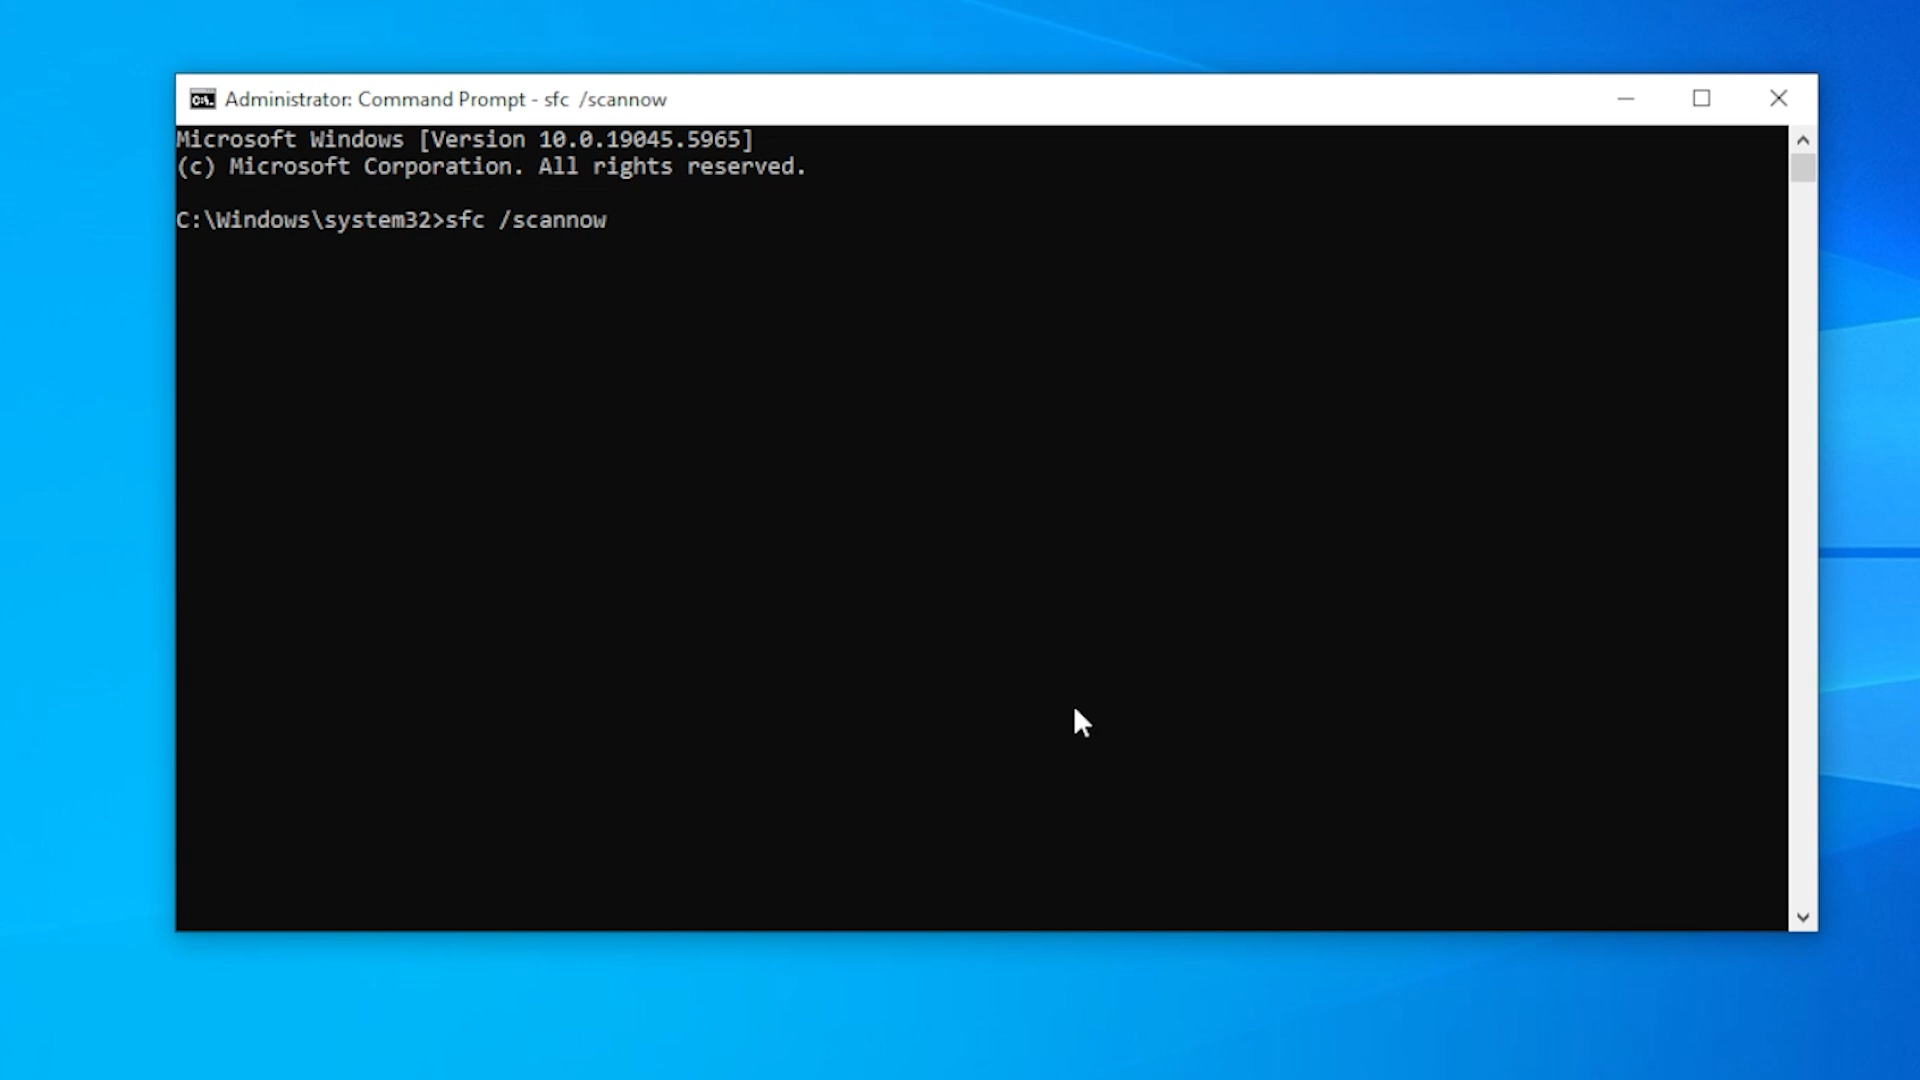 Administrator: Command Prompt - sfc  /scannow
Microsoft Windows [Version 10.0.19045.5965]
(c) Microsoft Corporation. All rights reserved.
C:\Windows\system32>sfc /scannow